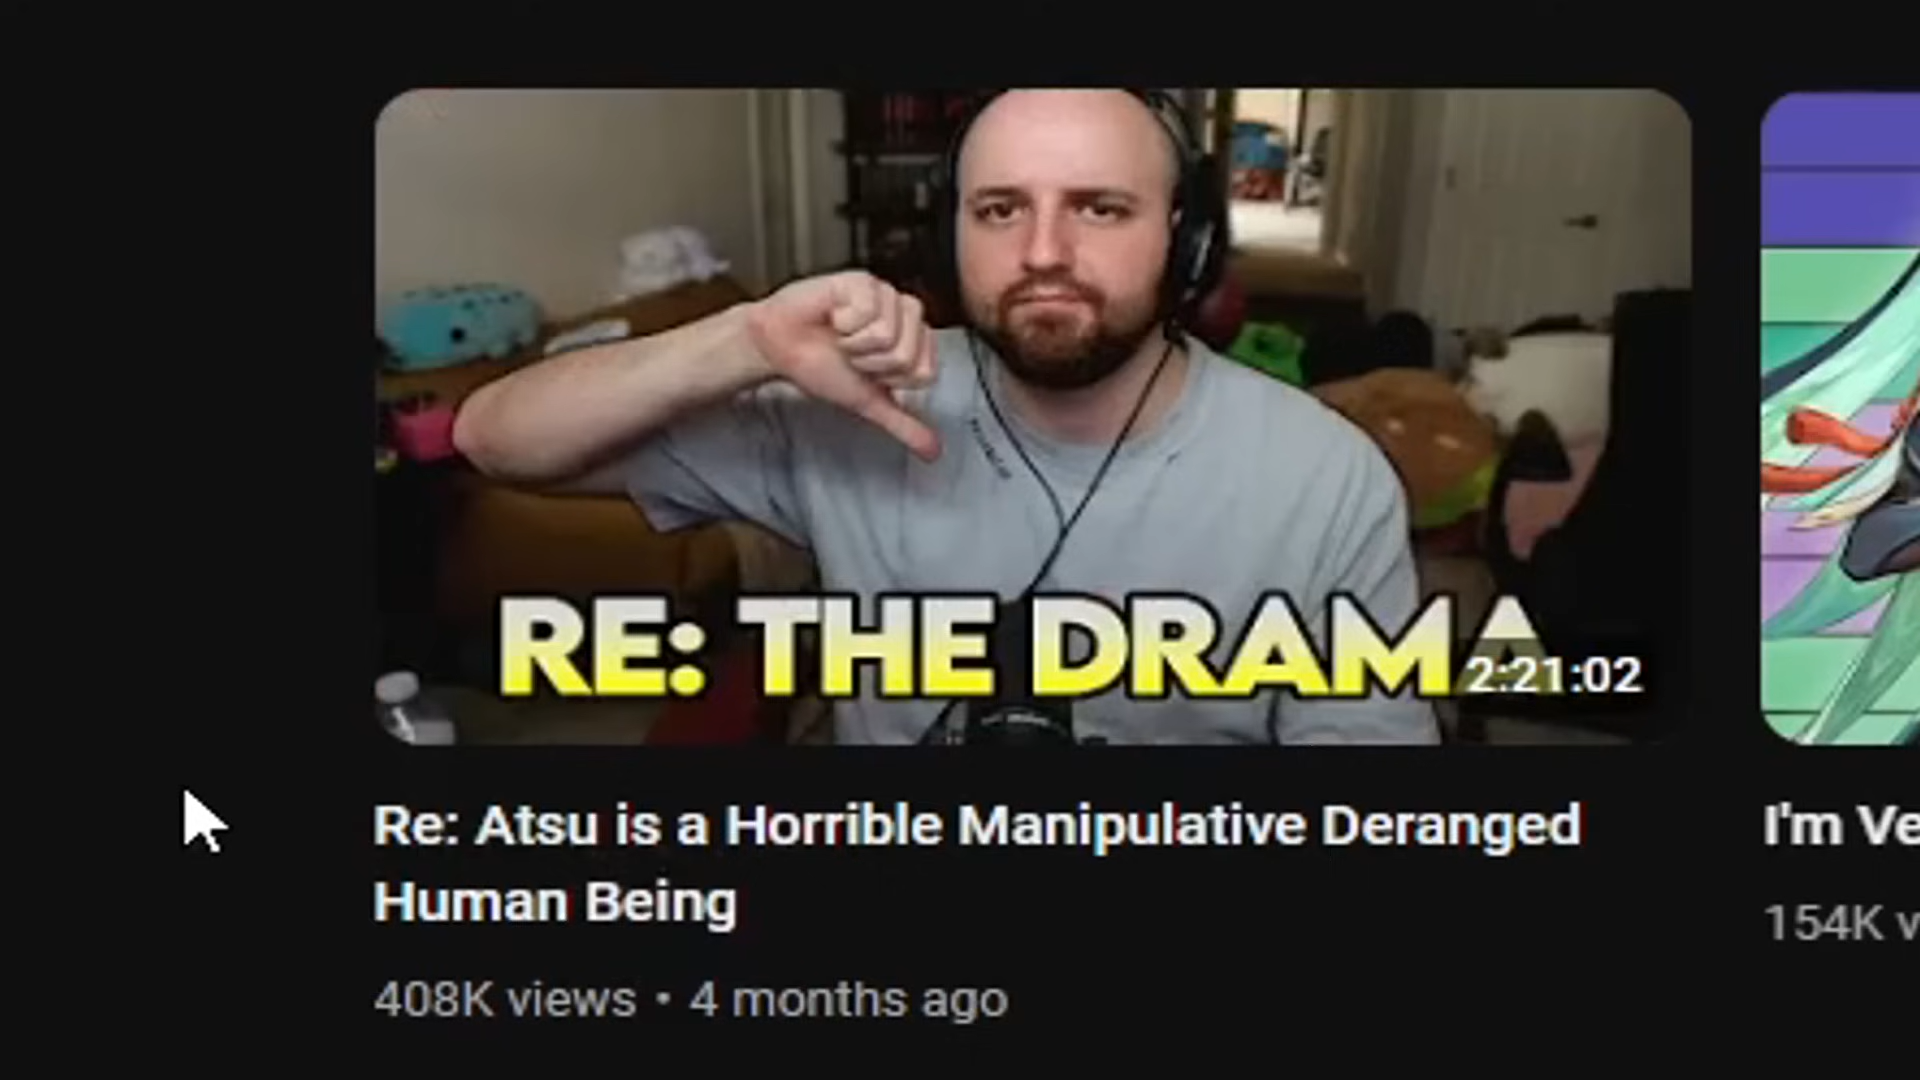 RE: THE DRAMA
2:21:02
Re: Atsu is a Horrible Manipulative Deranged
Human Being
408K views • 4 months ago
I'm Ve
154K v